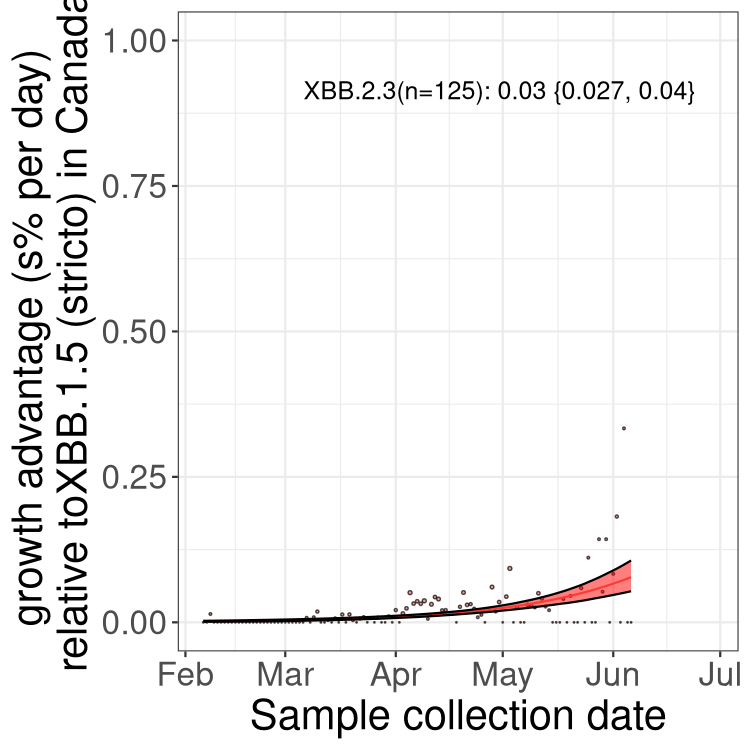 growth advantage (s% per day)
relative toXBB.1.5 (stricto) in Canada
1.00
0.75
0.50
0.25
0.00
XBB.2.3(n=125): 0.03 {0.027, 0.04}
Feb Mar Apr May Jun Jul
Sample collection date